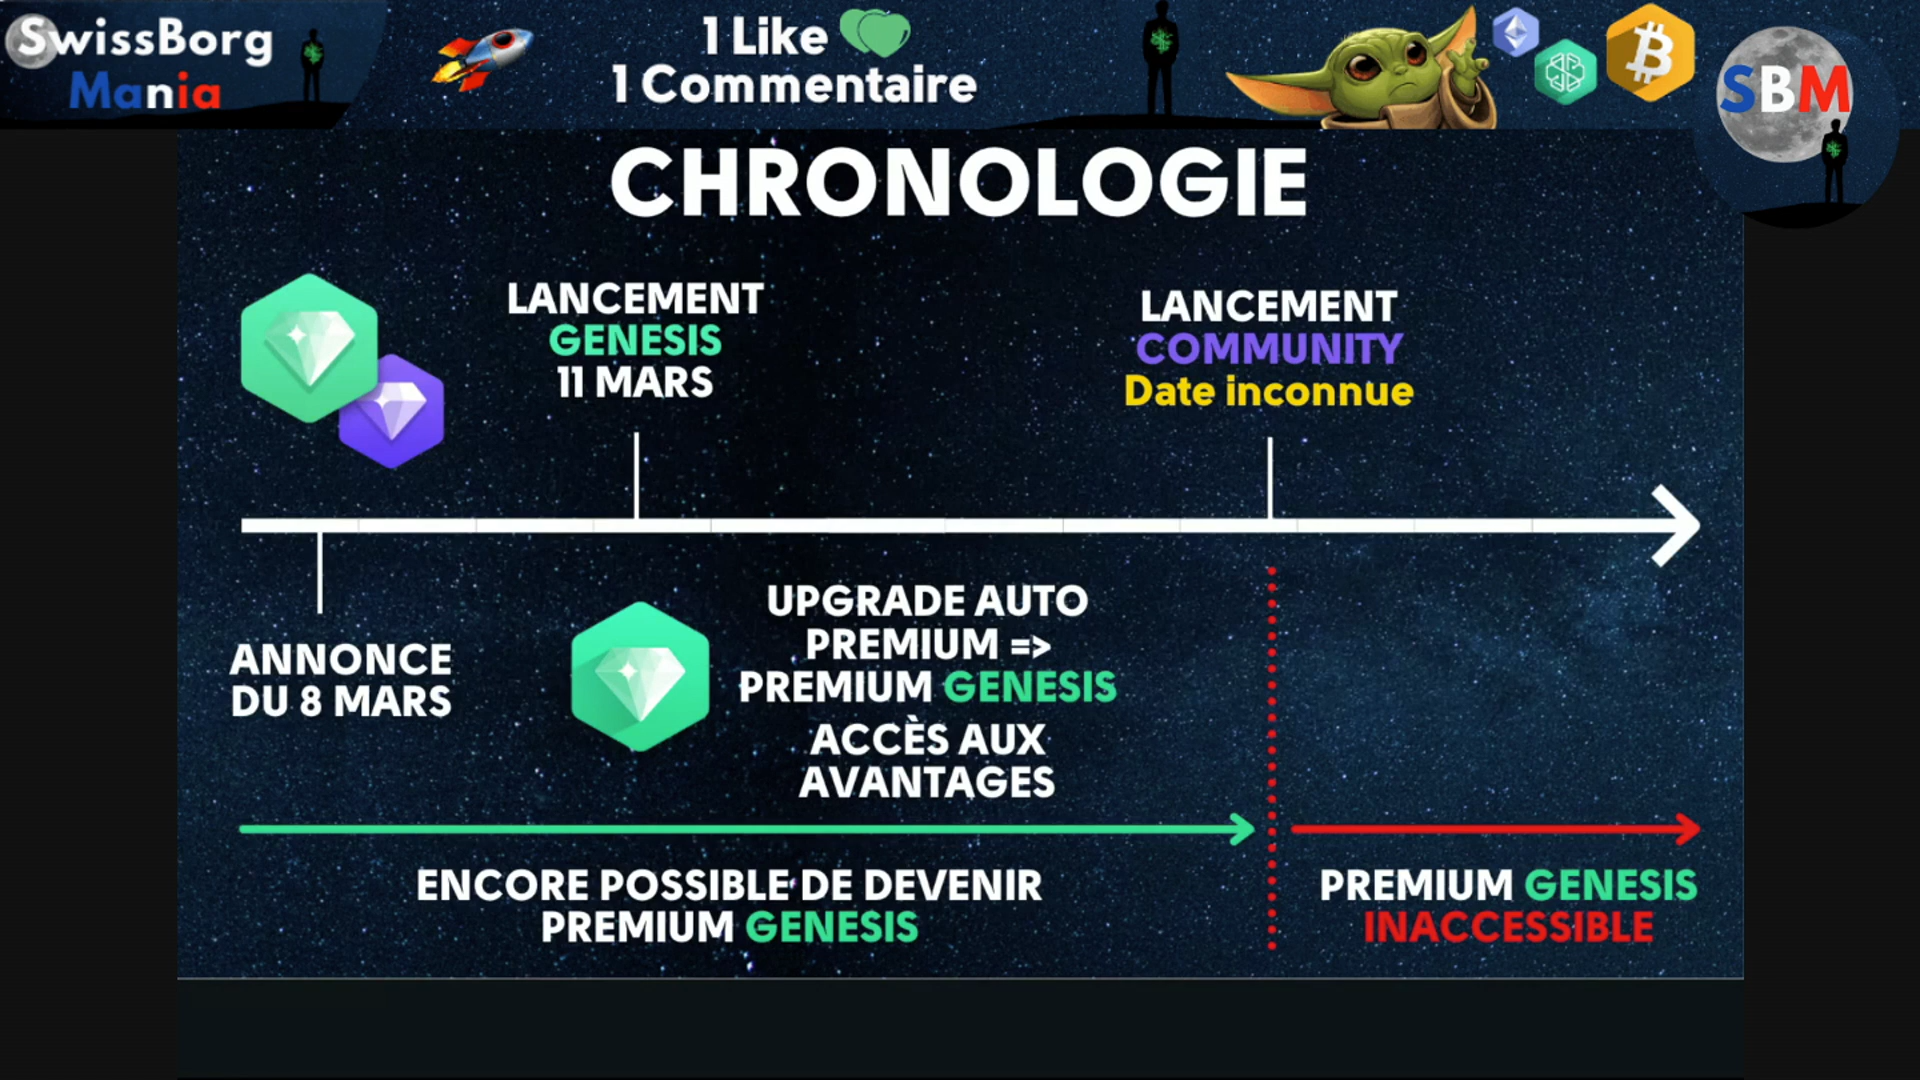 SwissBorg
Mania
1 Like
1 Commentaire
SBM
CHRONOLOGIE
LANCEMENT
GENESIS
11 MARS
LANCEMENT
COMMUNITY
Date inconnue
ANNONCE
DU 8 MARS
UPGRADE AUTO
PREMIUM =>
PREMIUM GENESIS
ACCÈS AUX
AVANTAGES
ENCORE POSSIBLE DE DEVENIR
PREMIUM GENESIS
PREMIUM GENESIS
INACCESSIBLE